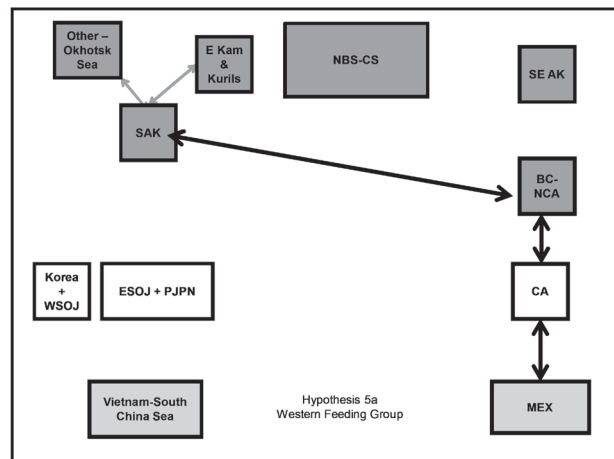 Other –
Okhotsk
Sea
E Kam
&
Kurils
NBS-CS
SE AK
SAK
BC-
NCA
Korea
+
WSOJ
ESOJ + PJPN
CA
Vietnam-South
China Sea
Hypothesis 5a
Western Feeding Group
MEX